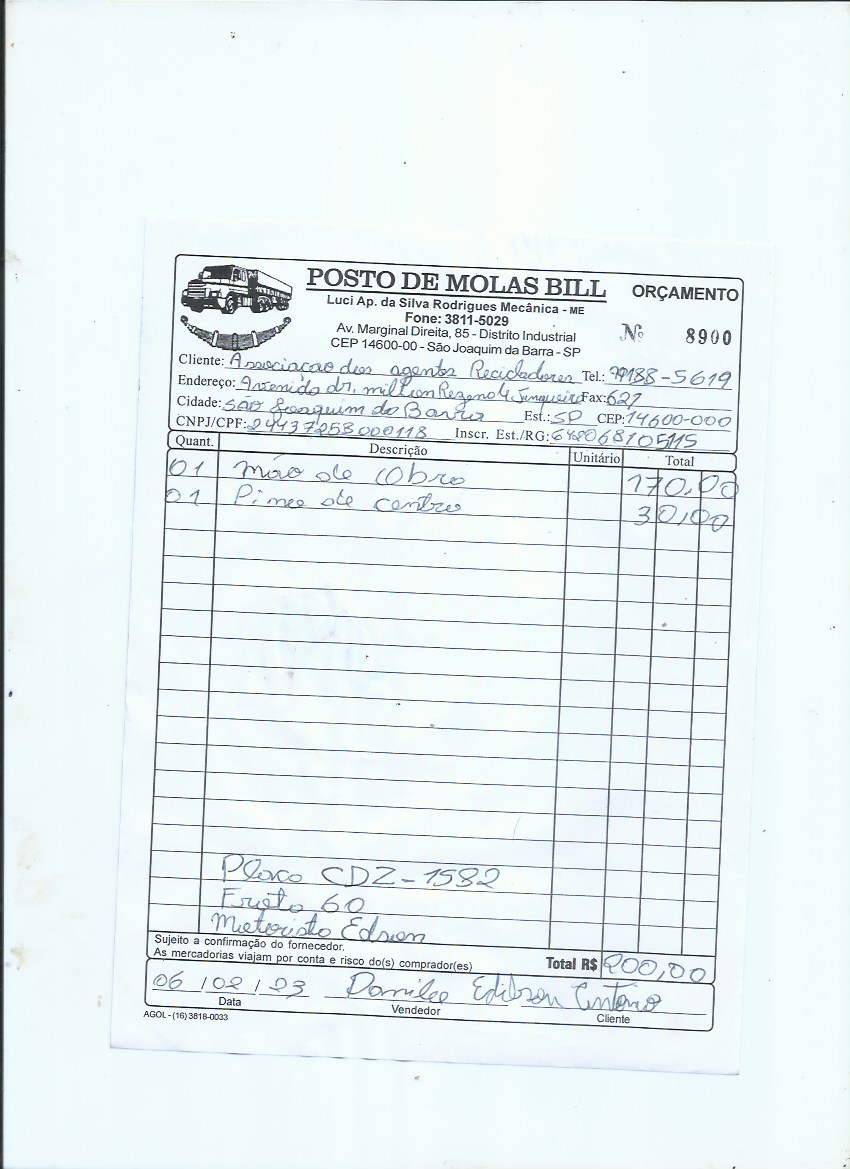 POSTO DE MOLAS BILL
ORÇAMENTO
Luci Ap. da Silva Rodrigues Mecânica - ME
Fone: 3811-5029
Av. Marginal Direita, 85 - Distrito Industrial
CEP 14600-00 - São Joaquim da Barra - SP
Nº 8900
Cliente: Associacao dos agentes Recicladores Tel.: 99188-5619
Endereço: Avenida dr. milton Rezende Junqueira Fax: 627
Cidade: São Joaquim da Barra Est.: SP CEP: 14600-000
CNPJ/CPF: 24437258000118 Inscr. Est./RG: 648068105115
Quant. Descrição Unitário Total
01 mão de Obra 170,00
01 Pino de centro 30,00
Placa CDZ-1582
Frota 60
Motorista Edson
Sujeito a confirmação do fornecedor.
As mercadorias viajam por conta e risco do(s) comprador(es)
Total R$ 200,00
06 / 02 / 23 Danilo Edilson Antonio
Data Vendedor Cliente
AGOL - (16) 3818-0033